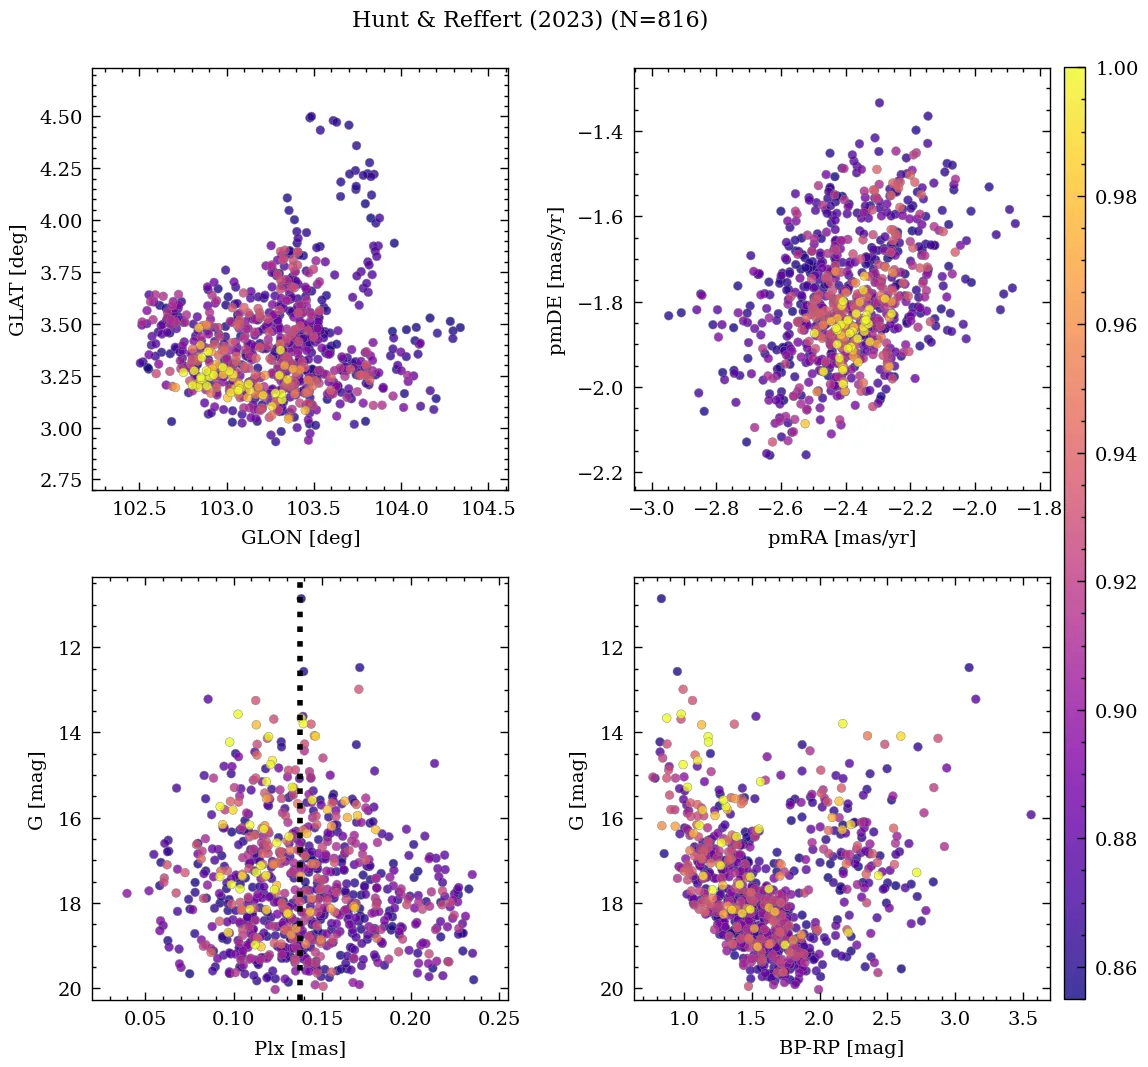 Hunt & Reffert (2023) (N=816)
4.50
4.25
4.00
3.75
3.50
3.25
3.00
2.75
GLAT [deg]
102.5 103.0 103.5 104.0 104.5
GLON [deg]
−1.4
−1.6
−1.8
−2.0
−2.2
pmDE [mas/yr]
−3.0 −2.8 −2.6 −2.4 −2.2 −2.0 −1.8
pmRA [mas/yr]
1.00
0.98
0.96
0.94
0.92
0.90
0.88
0.86
12
14
16
18
20
G [mag]
0.05 0.10 0.15 0.20 0.25
Plx [mas]
12
14
16
18
20
G [mag]
1.0 1.5 2.0 2.5 3.0 3.5
BP-RP [mag]